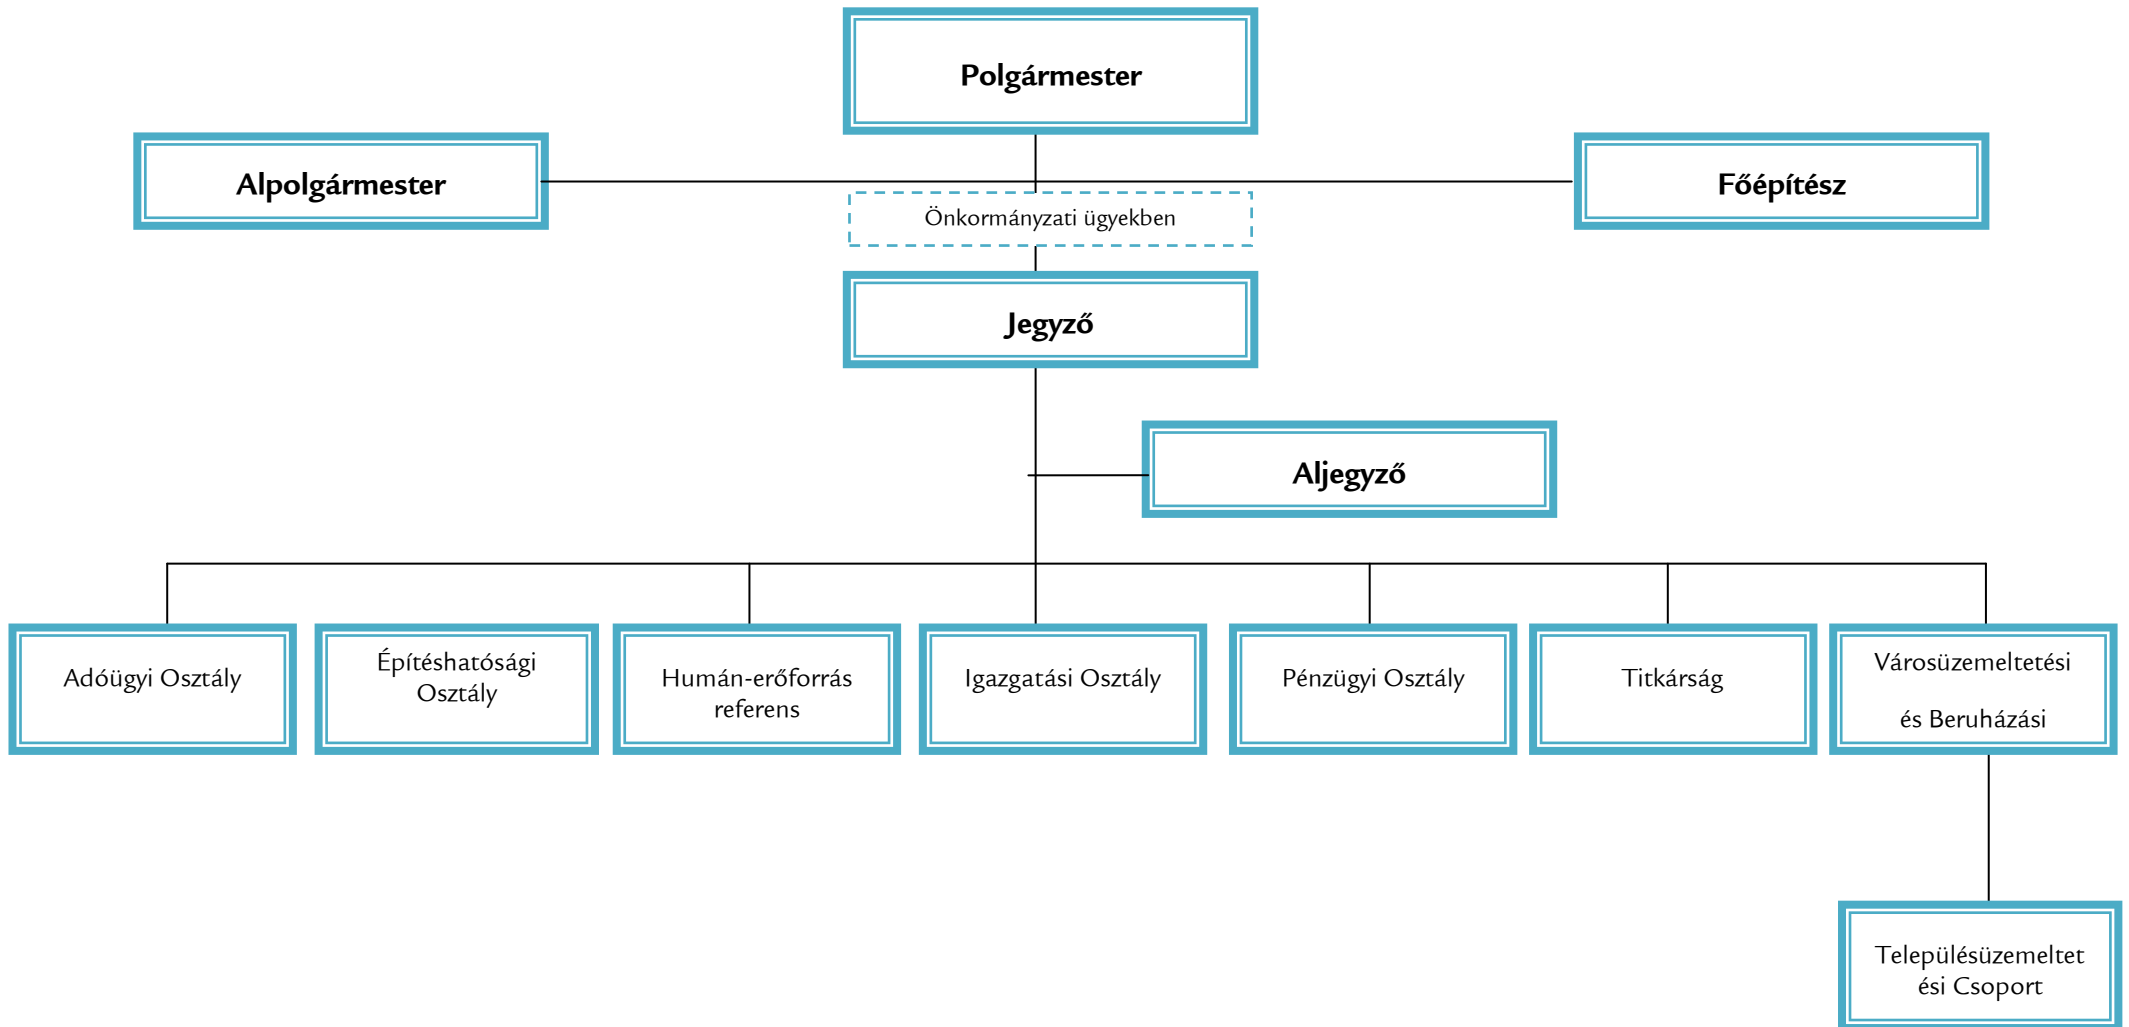 Polgármester
Alpolgármester
Főépítész
Önkormányzati ügyekben
Jegyző
Aljegyző
Adóügyi Osztály
Építéshatósági
Osztály
Humán-erőforrás
referens
Igazgatási Osztály
Pénzügyi Osztály
Titkárság
Városüzemeltetési
és Beruházási
Településüzemeltet
ési Csoport